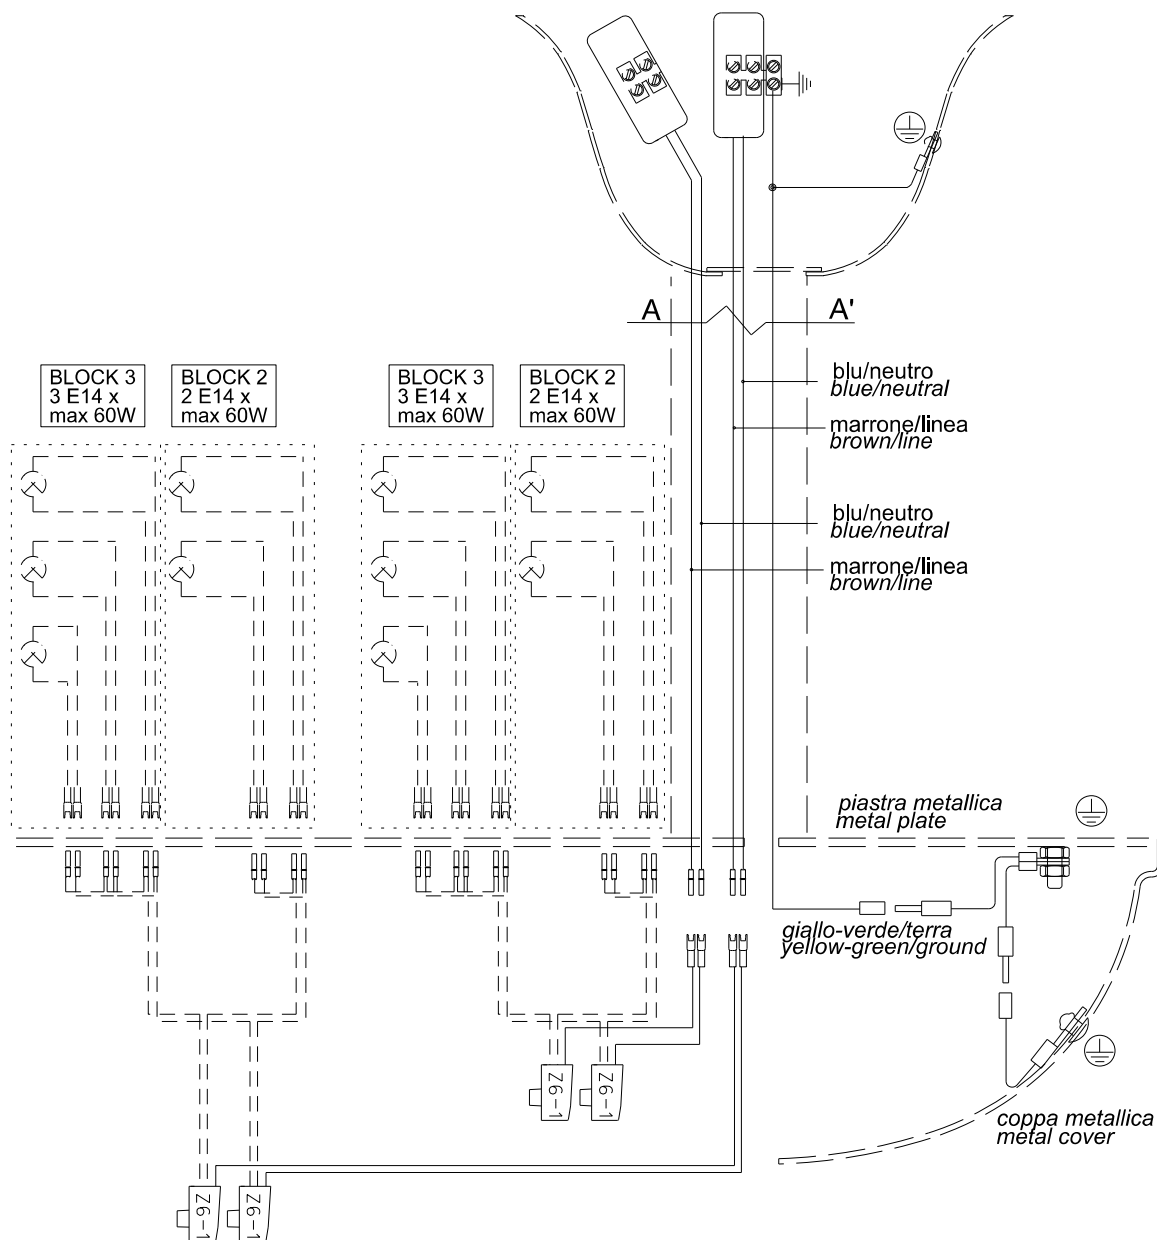 A
A'
BLOCK 3
3 E14 x
max 60W
BLOCK 2
2 E14 x
max 60W
BLOCK 3
3 E14 x
max 60W
BLOCK 2
2 E14 x
max 60W
blu/neutro
blue/neutral
marrone/linea
brown/line
blu/neutro
blue/neutral
marrone/linea
brown/line
piastra metallica
metal plate
giallo-verde/terra
yellow-green/ground
Z6-1
Z6-1
coppa metallica
metal cover
Z6-1
Z6-1